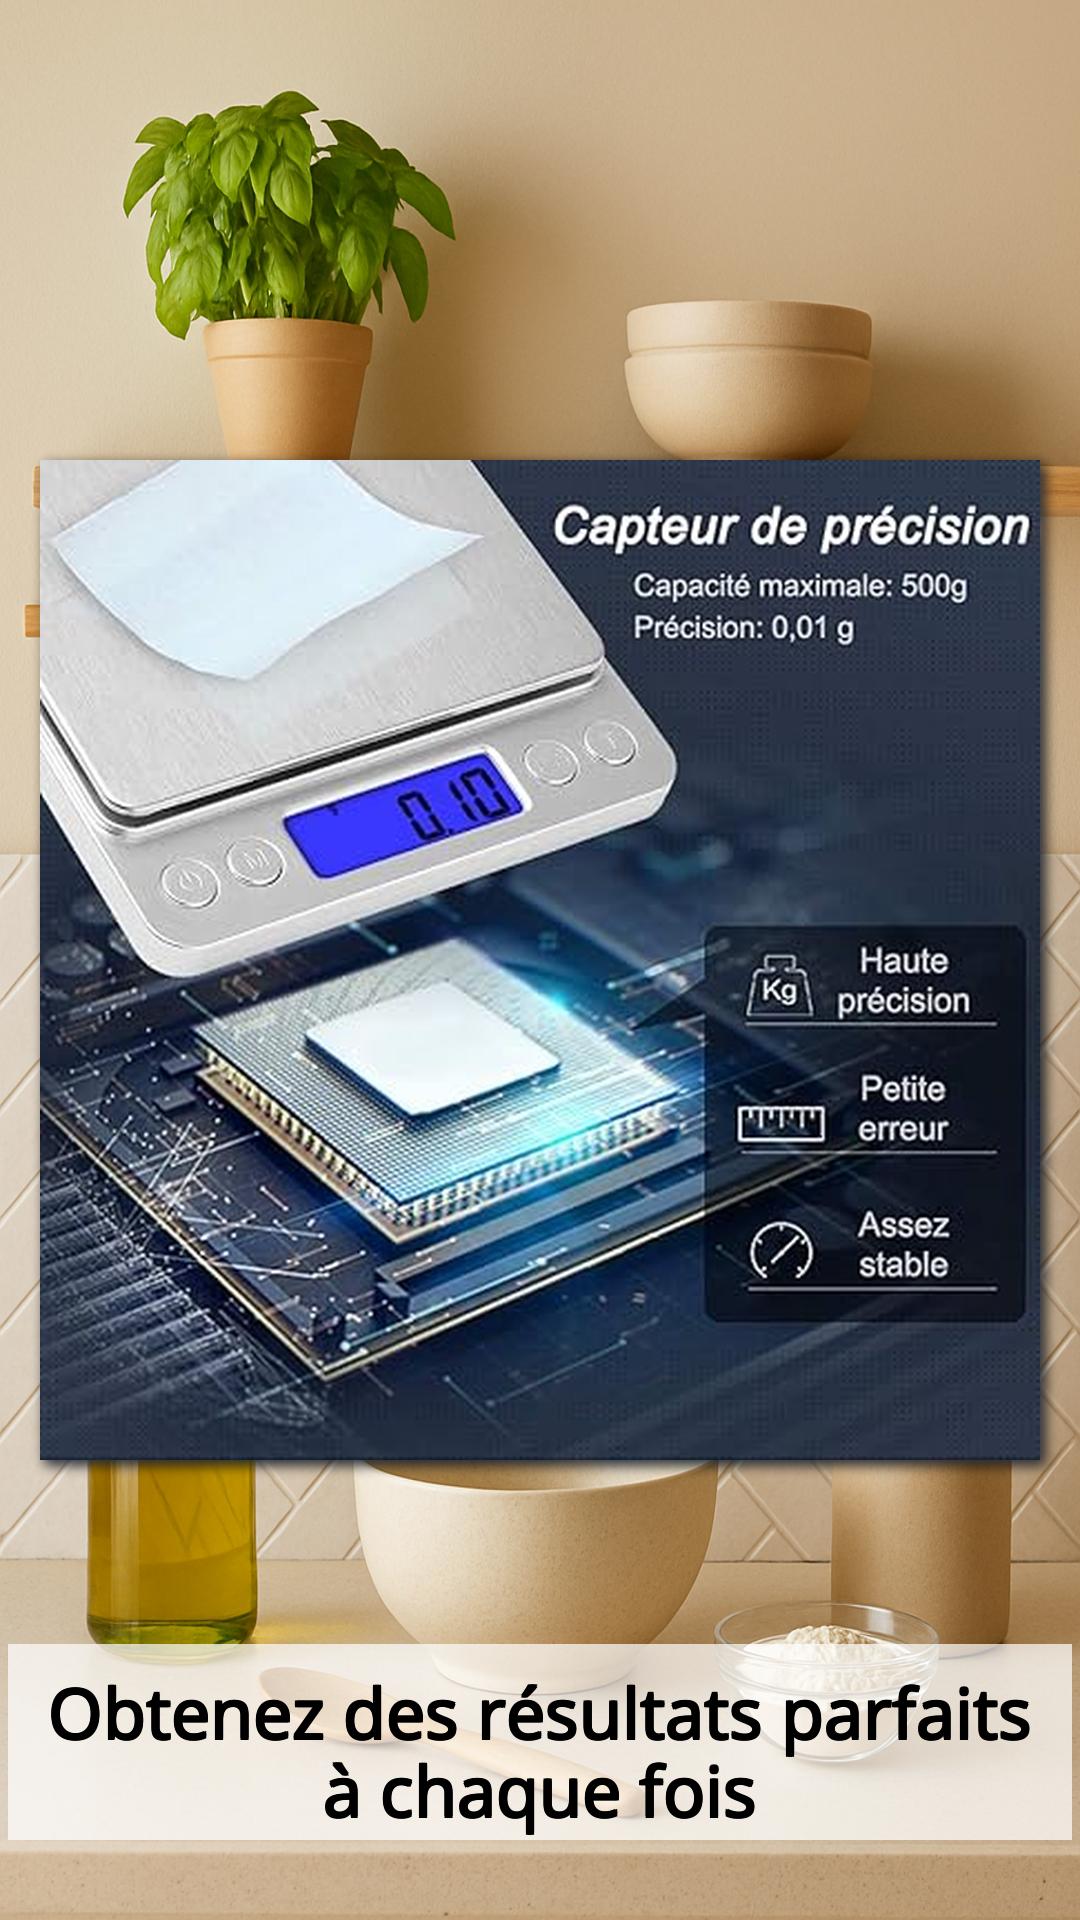 Capteur de précision
Capacité maximale: 500g
Précision: 0,01 g
0.10
M
Haute
précision
Kg
Petite
erreur
Assez
stable
Obtenez des résultats parfaits
à chaque fois